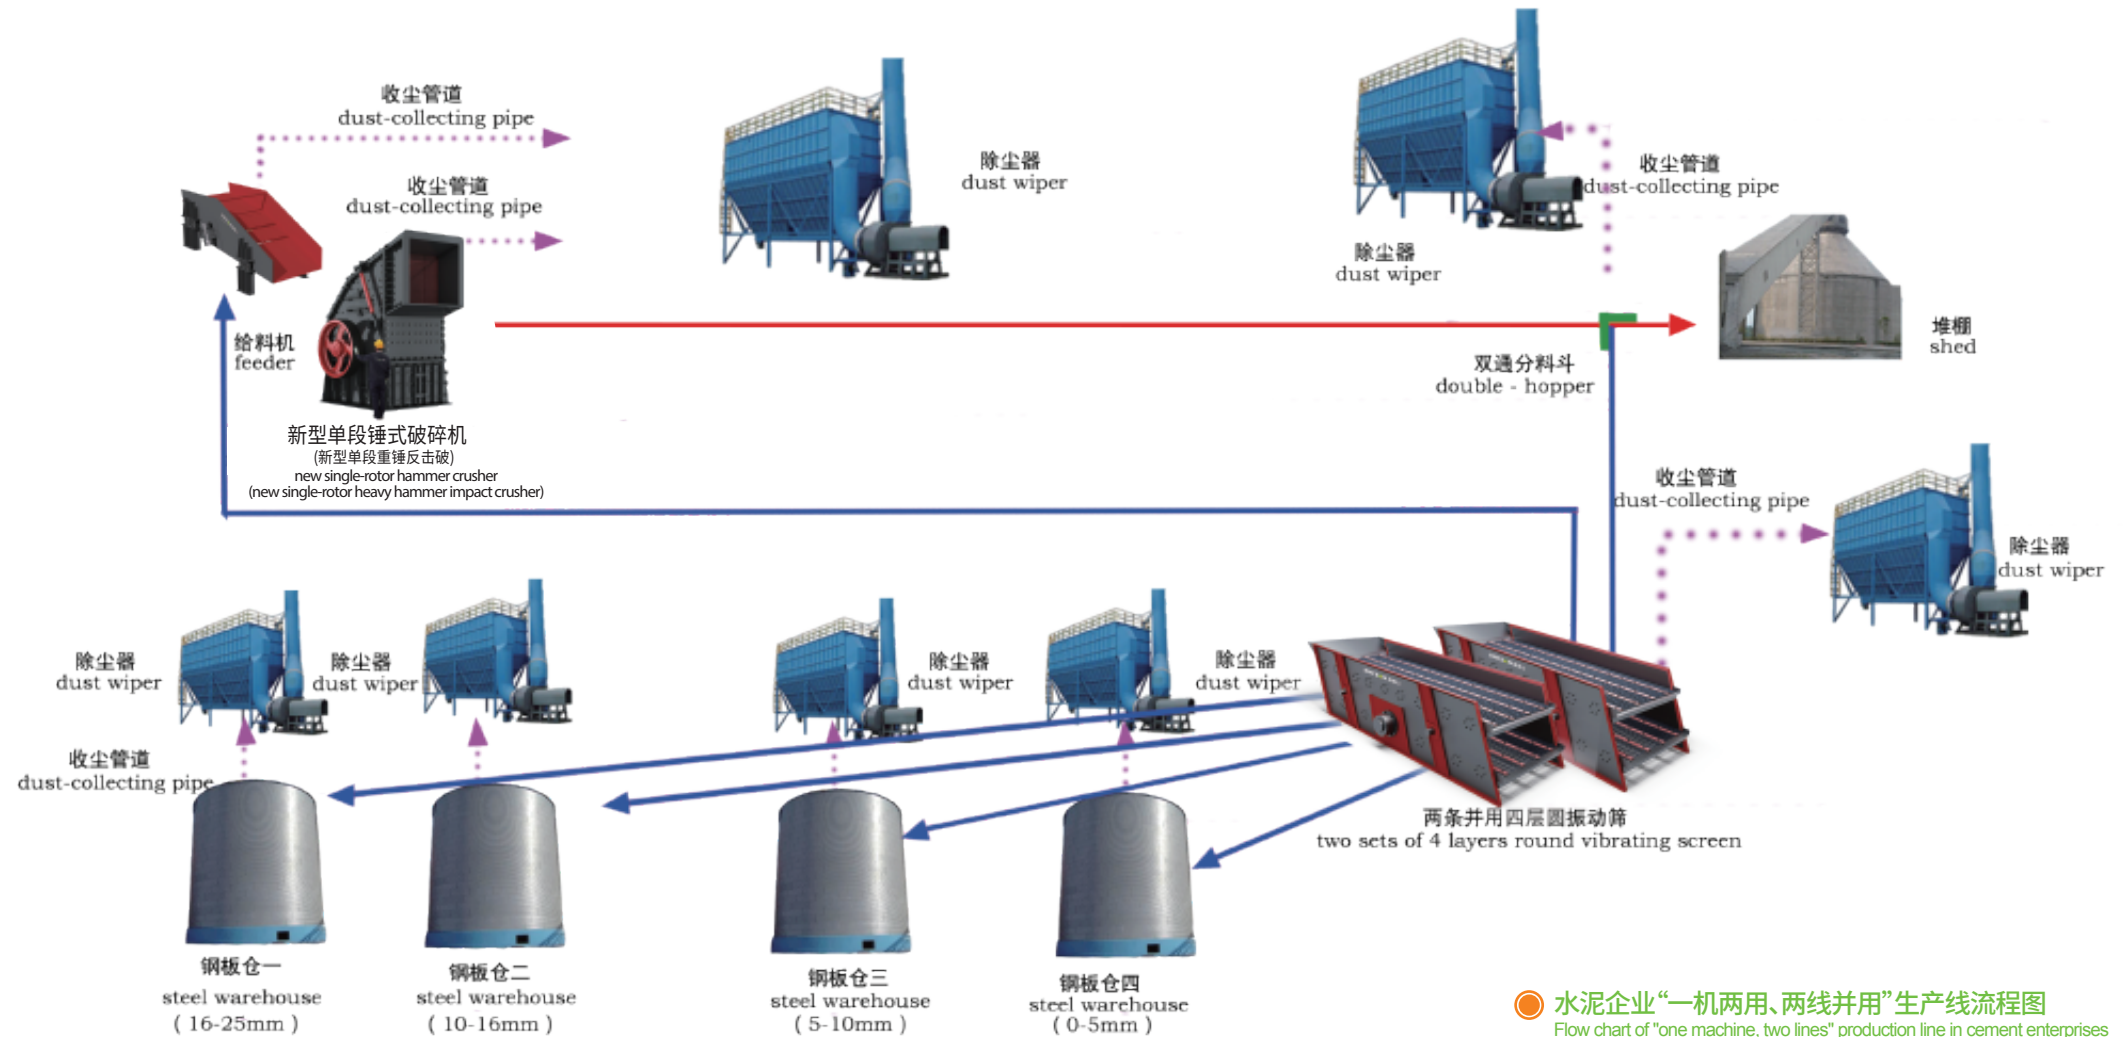 收尘管道
dust-collecting pipe
收尘管道
dust-collecting pipe
除尘器
dust wiper
收尘管道
dust-collecting pipe
除尘器
dust wiper
给料机
feeder
堆棚
shed
双通分料斗
double - hopper
新型单段锤式破碎机
(新型单段重锤反击破)
new single-rotor hammer crusher
(new single-rotor heavy hammer impact crusher)
收尘管道
dust-collecting pipe
除尘器
dust wiper
除尘器
dust wiper
除尘器
dust wiper
除尘器
dust wiper
除尘器
dust wiper
收尘管道
dust-collecting pipe
两条并用四层圆振动筛
two sets of 4 layers round vibrating screen
钢板仓一
steel warehouse
( 16-25mm )
钢板仓二
steel warehouse
( 10-16mm )
钢板仓三
steel warehouse
( 5-10mm )
钢板仓四
steel warehouse
( 0-5mm )
水泥企业“一机两用、两线并用”生产线流程图
Flow chart of "one machine, two lines" production line in cement enterprises